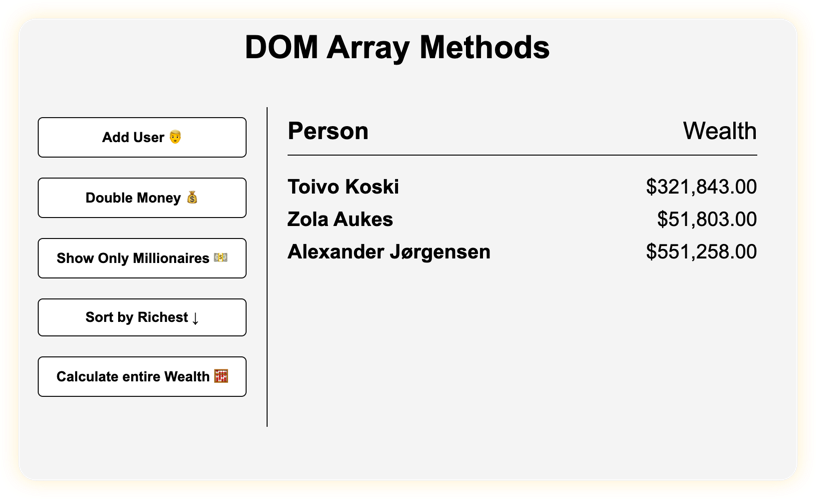 DOM Array Methods
Add User 👨‍🦳
Double Money 💰
Show Only Millionaires 💵
Sort by Richest ↓
Calculate entire Wealth 🧮
Person Wealth
Toivo Koski $321,843.00
Zola Aukes $51,803.00
Alexander Jørgensen $551,258.00